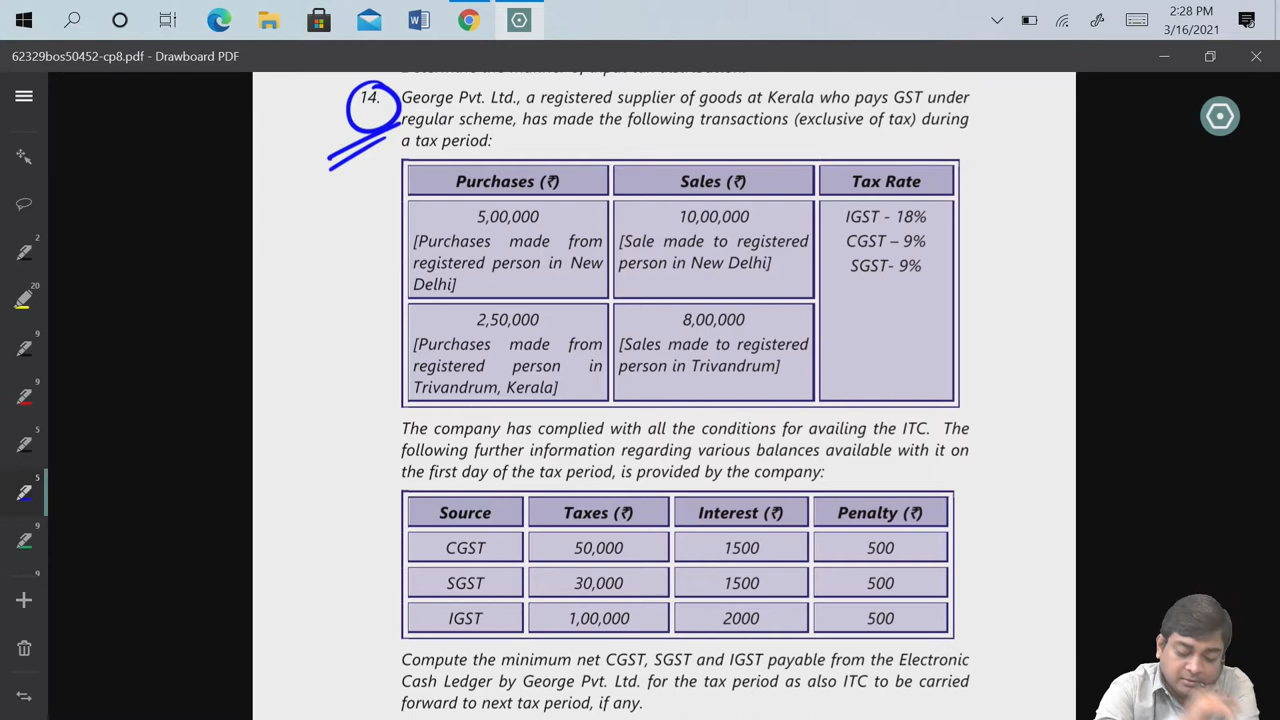 2:28 PM
3/16/2021
62329bos50452-cp8.pdf - Drawboard PDF
14. George Pvt. Ltd., a registered supplier of goods at Kerala who pays GST under
regular scheme, has made the following transactions (exclusive of tax) during
a tax period:
Purchases (₹) Sales (₹) Tax Rate
5,00,000 10,00,000 IGST - 18%
[Purchases made from [Sale made to registered CGST – 9%
registered person in New person in New Delhi] SGST- 9%
Delhi]
2,50,000 8,00,000
[Purchases made from [Sales made to registered
registered person in person in Trivandrum]
Trivandrum, Kerala]
The company has complied with all the conditions for availing the ITC. The
following further information regarding various balances available with it on
the first day of the tax period, is provided by the company:
Source Taxes (₹) Interest (₹) Penalty (₹)
CGST 50,000 1500 500
SGST 30,000 1500 500
IGST 1,00,000 2000 500
Compute the minimum net CGST, SGST and IGST payable from the Electronic
Cash Ledger by George Pvt. Ltd. for the tax period as also ITC to be carried
forward to next tax period, if any.
2
20
9
9
5
5
9
9